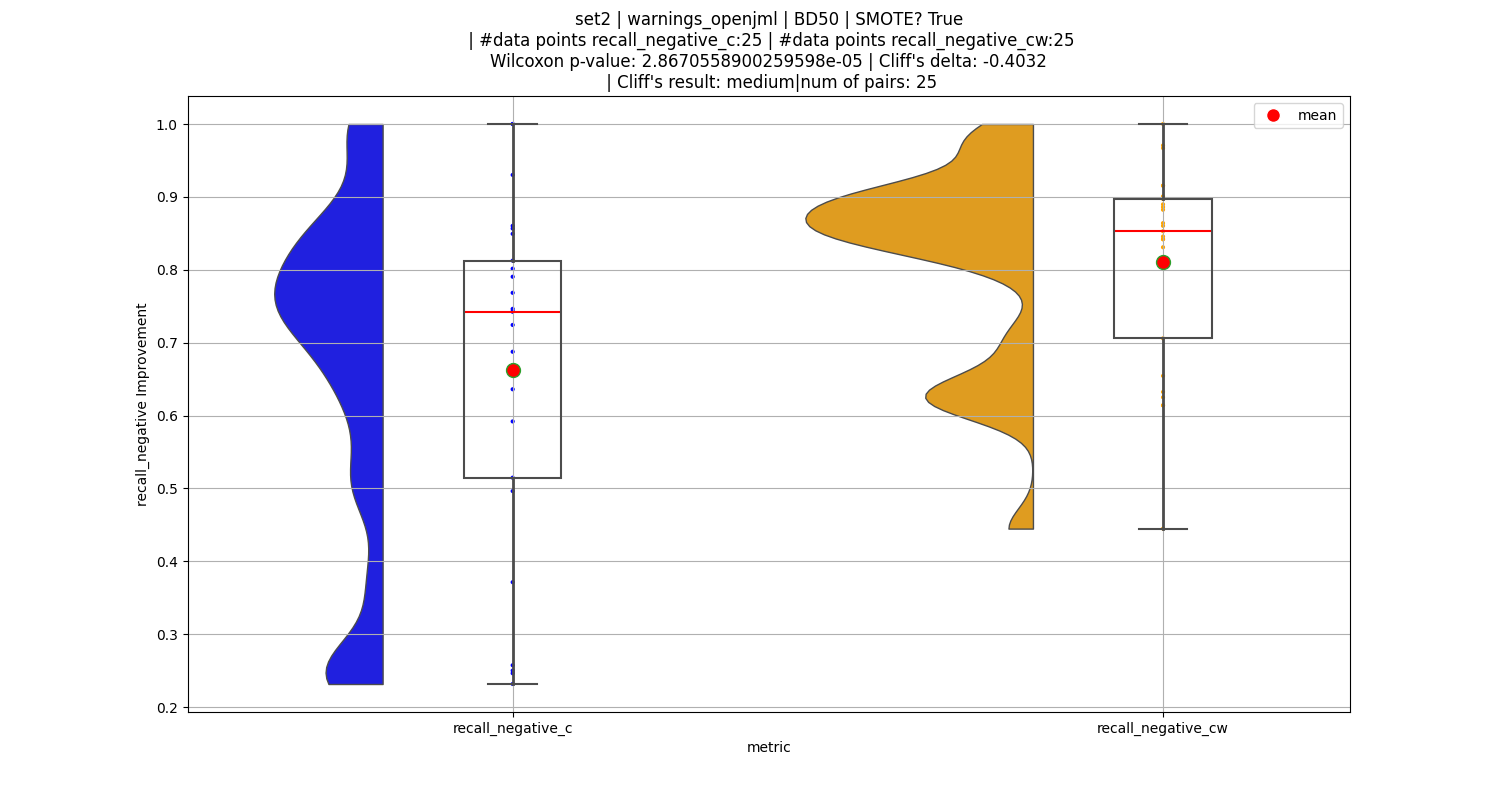 set2 | warnings_openjml | BD50 | SMOTE? True
| #data points recall_negative_c:25 | #data points recall_negative_cw:25
Wilcoxon p-value: 2.8670558900259598e-05 | Cliff's delta: -0.4032
| Cliff's result: medium|num of pairs: 25
mean
1.0
0.9
0.8
0.7
0.6
0.5
0.4
0.3
0.2
recall_negative Improvement
recall_negative_c
recall_negative_cw
metric